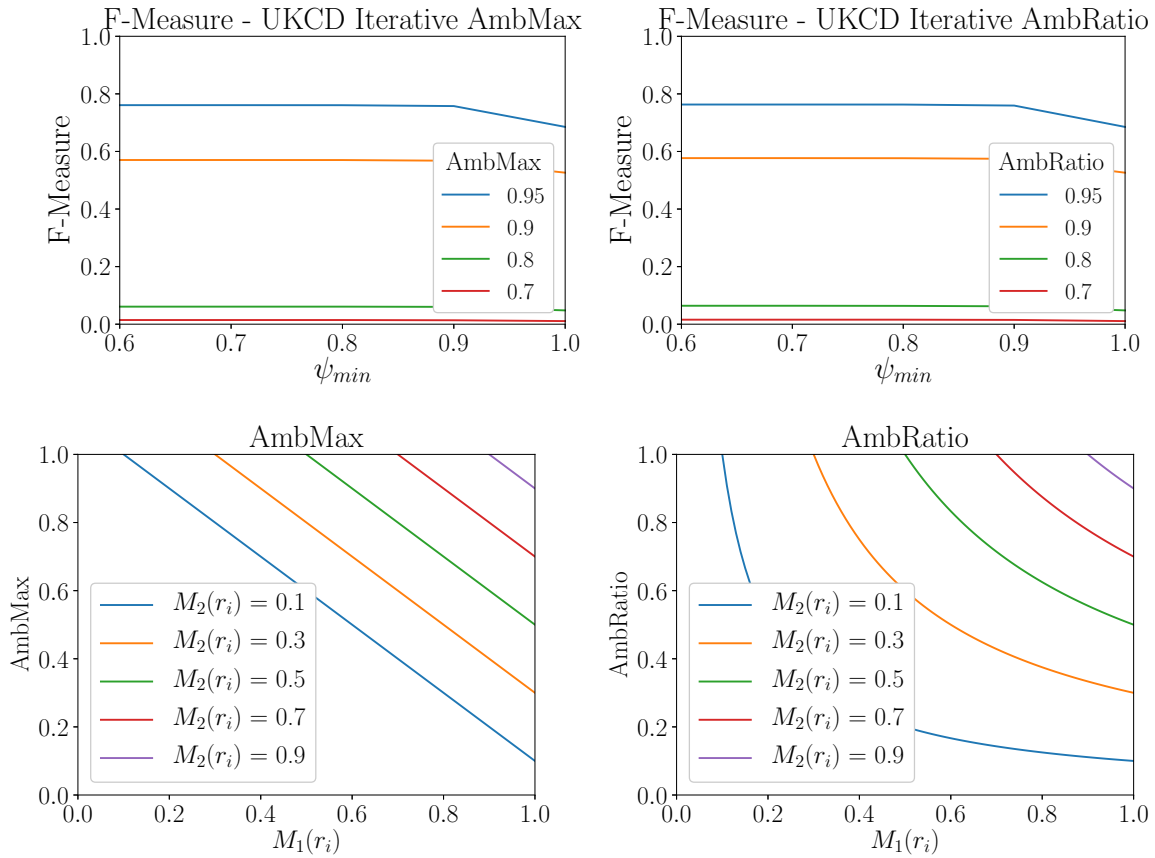 F-Measure - UKCD Iterative AmbMax
1.0
0.8
0.6
0.4
0.2
0.0
F-Measure
AmbMax
0.95
0.9
0.8
0.7
0.6 0.7 0.8 0.9 1.0
ψ_min
F-Measure - UKCD Iterative AmbRatio
1.0
0.8
0.6
0.4
0.2
0.0
F-Measure
AmbRatio
0.95
0.9
0.8
0.7
0.6 0.7 0.8 0.9 1.0
ψ_min
AmbMax
1.0
0.8
0.6
0.4
0.2
0.0
AmbMax
M₂(rᵢ) = 0.1
M₂(rᵢ) = 0.3
M₂(rᵢ) = 0.5
M₂(rᵢ) = 0.7
M₂(rᵢ) = 0.9
0.0 0.2 0.4 0.6 0.8 1.0
M₁(rᵢ)
AmbRatio
1.0
0.8
0.6
0.4
0.2
0.0
AmbRatio
M₂(rᵢ) = 0.1
M₂(rᵢ) = 0.3
M₂(rᵢ) = 0.5
M₂(rᵢ) = 0.7
M₂(rᵢ) = 0.9
0.0 0.2 0.4 0.6 0.8 1.0
M₁(rᵢ)